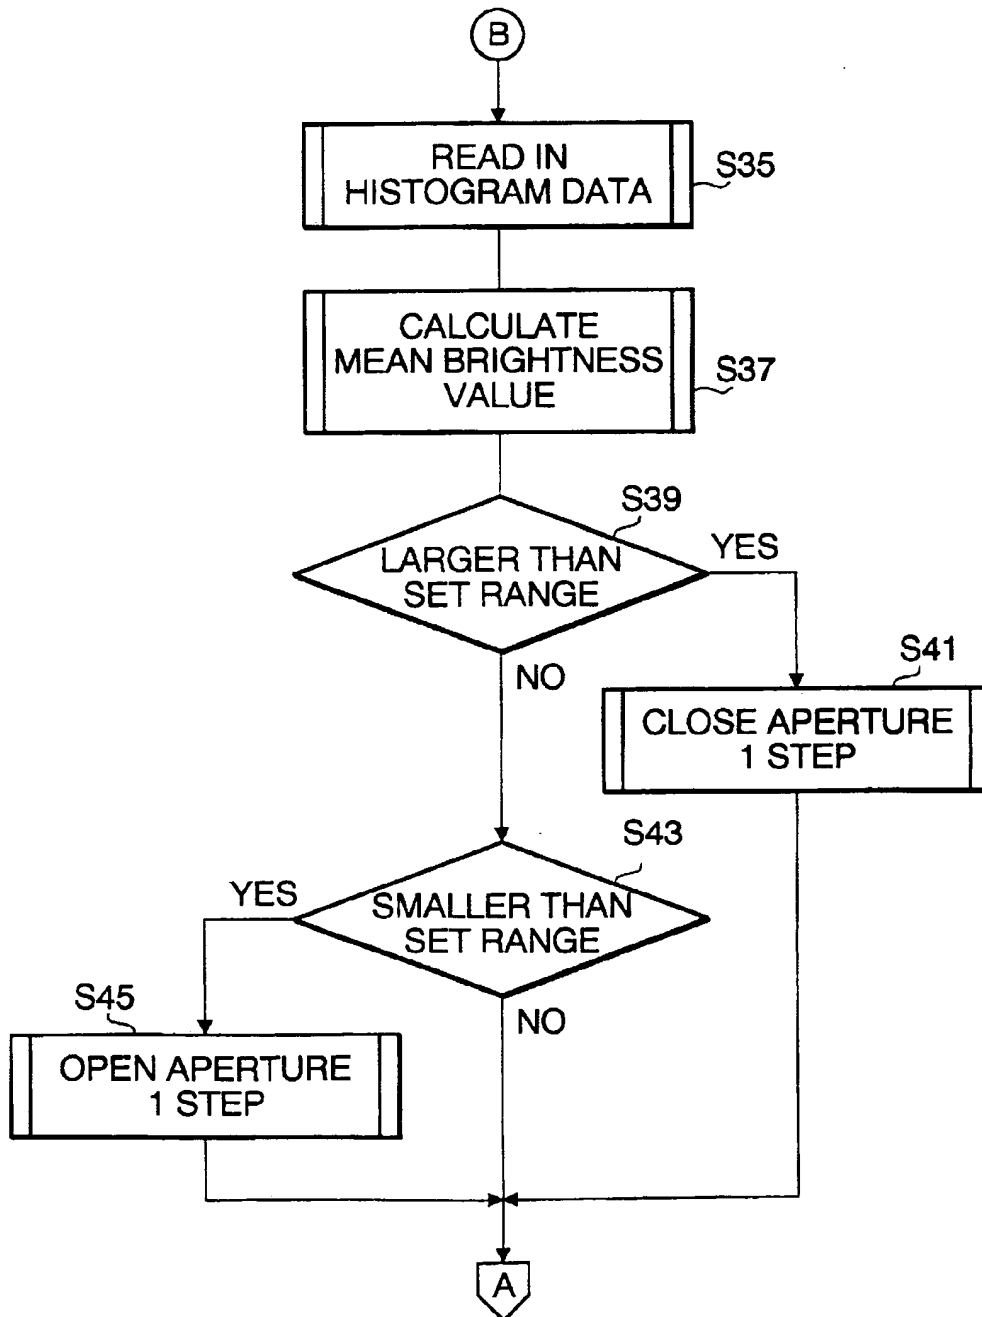 B
READ IN
HISTOGRAM DATA
S35
CALCULATE
MEAN BRIGHTNESS
VALUE
S37
S39
LARGER THAN
SET RANGE
YES
NO
S41
CLOSE APERTURE
1 STEP
S43
SMALLER THAN
SET RANGE
YES
NO
S45
OPEN APERTURE
1 STEP
A